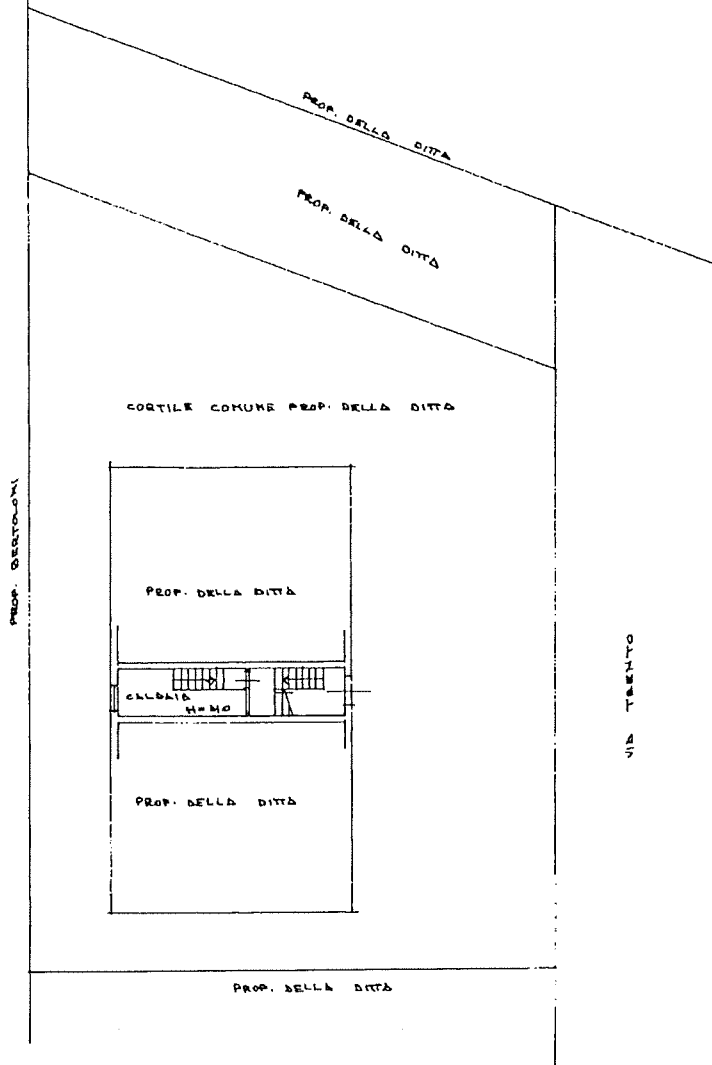 PROP. DELLA DITTA
PROP. DELLA DITTA
CORTILE COMUNE PROP. DELLA DITTA
PROP. BERTOLONI
PROP. DELLA DITTA
CALDAIA
PROP. DELLA DITTA
PROP. DELLA DITTA